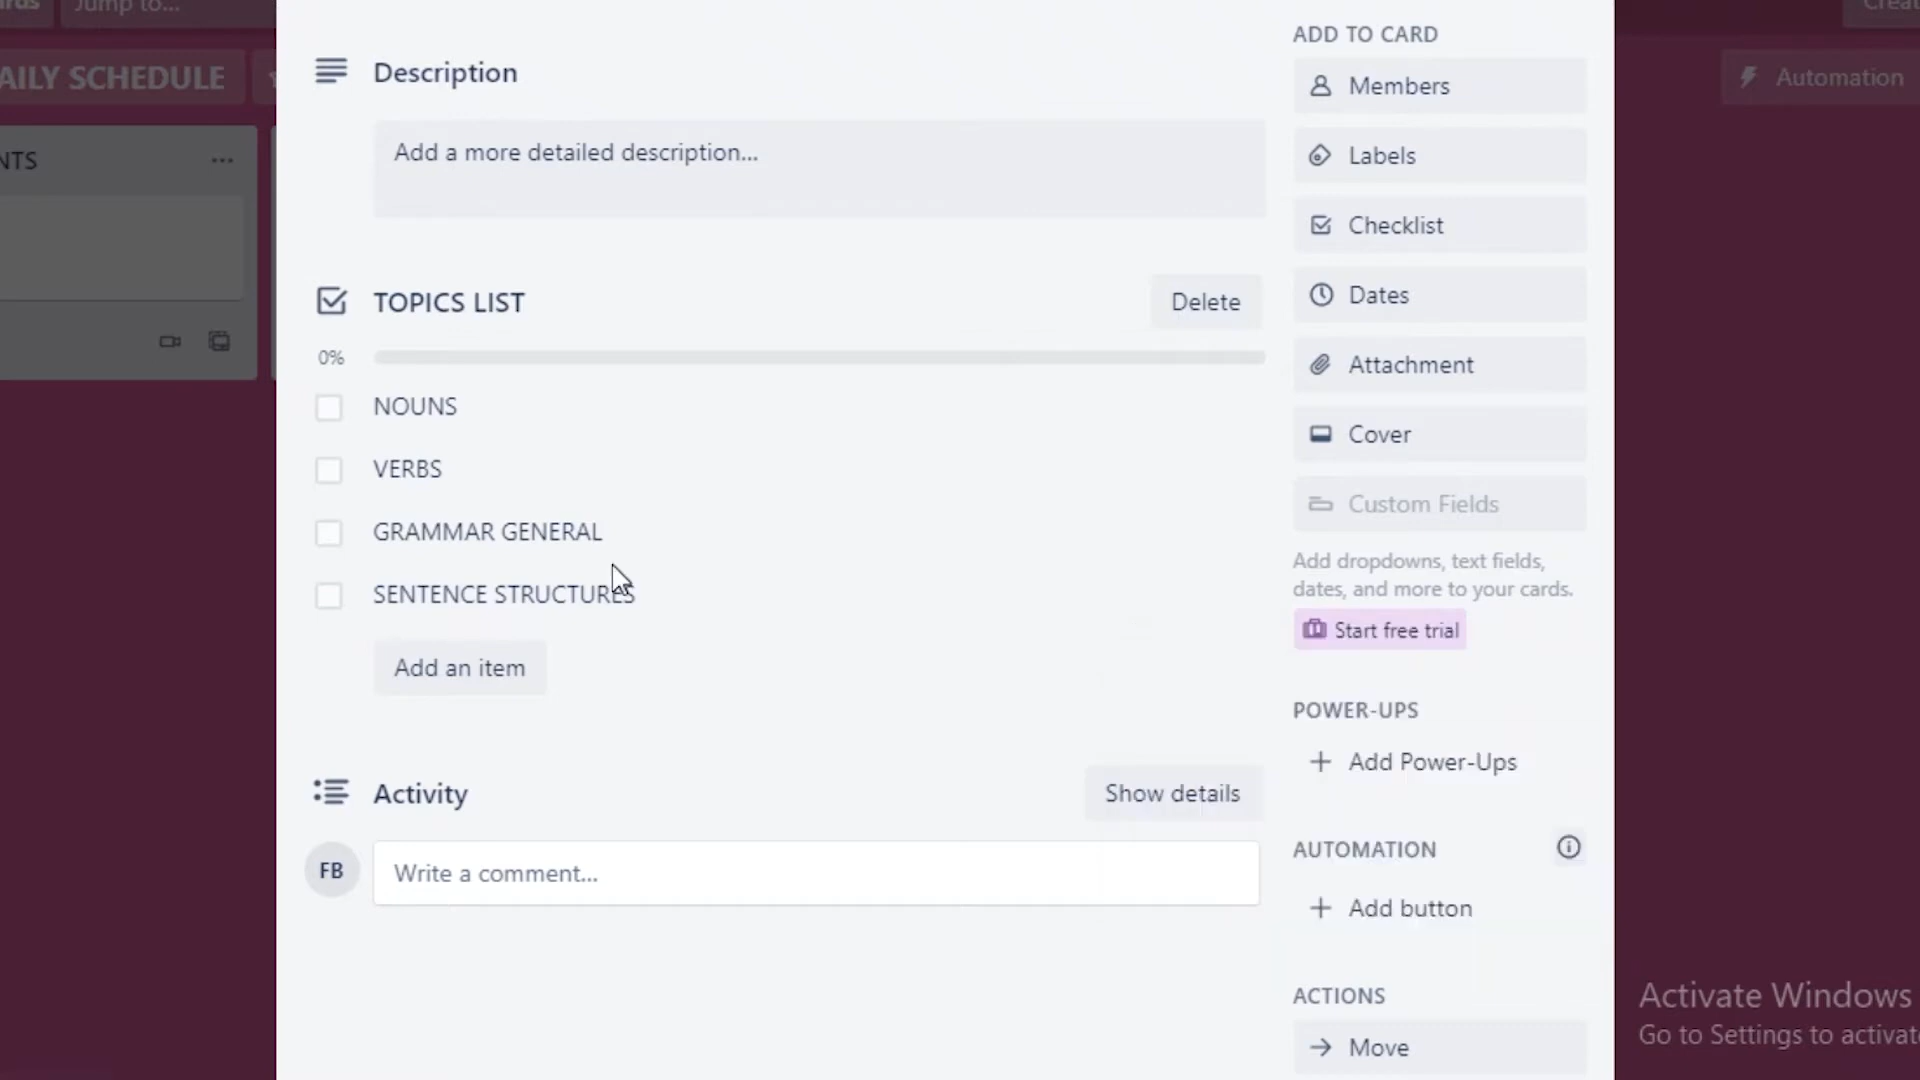 Jump to...
AILY SCHEDULE
Automation
NTS
Description
Add a more detailed description...
TOPICS LIST
Delete
0%
NOUNS
VERBS
GRAMMAR GENERAL
SENTENCE STRUCTURES
Add an item
Activity
Show details
FB
Write a comment...
ADD TO CARD
Members
Labels
Checklist
Dates
Attachment
Cover
Custom Fields
Add dropdowns, text fields,
dates, and more to your cards.
Start free trial
POWER-UPS
Add Power-Ups
AUTOMATION
Add button
ACTIONS
Move
Activate Windows
Go to Settings to activate